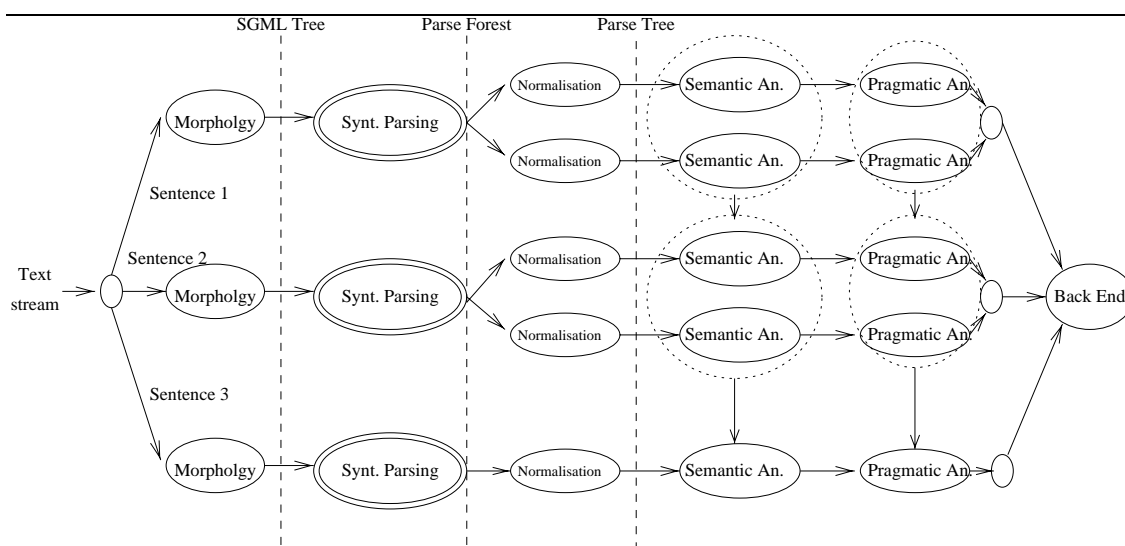 SGML Tree Parse Forest Parse Tree
Normalisation Semantic An. Pragmatic An.
Morpholgy Synt. Parsing
Normalisation Semantic An. Pragmatic An.
Sentence 1
Sentence 2
Normalisation Semantic An. Pragmatic An.
Text
stream
Morpholgy Synt. Parsing Back End
Normalisation Semantic An. Pragmatic An.
Sentence 3
Morpholgy Synt. Parsing Normalisation Semantic An. Pragmatic An.